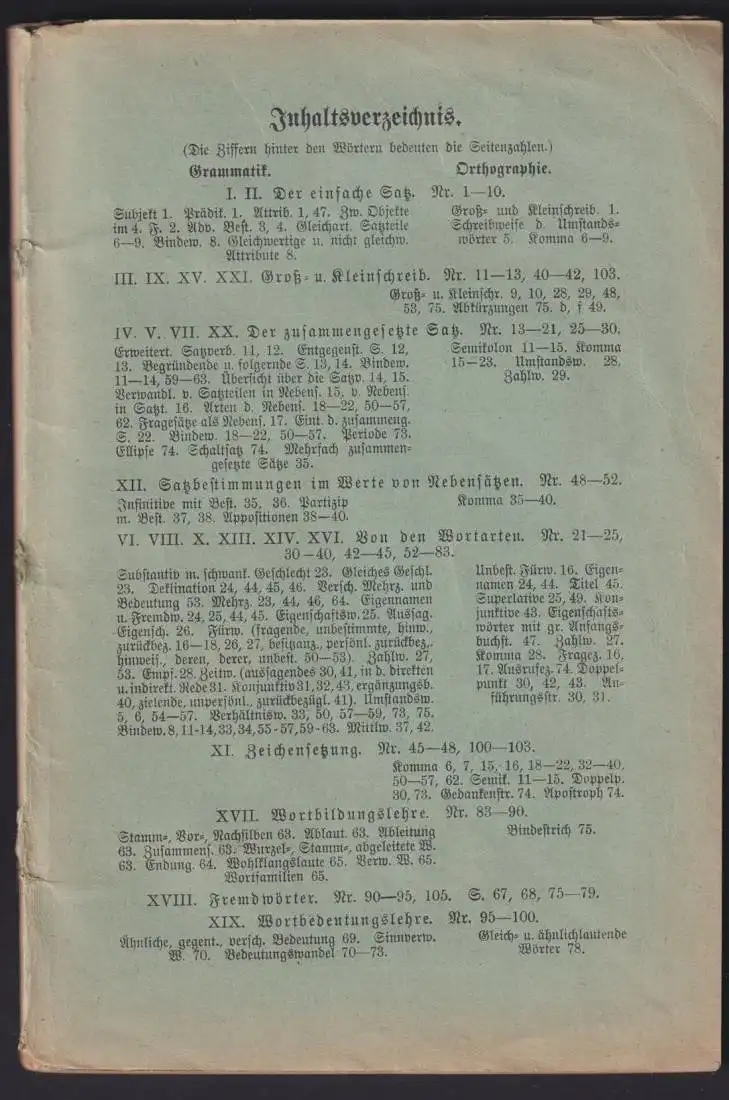 Inhaltsverzeichnis.
(Die Ziffern hinter den Wörtern bedeuten die Seitenzahlen.)
Grammatik. Orthographie.
I. II. Der einfache Satz. Nr. 1—10.
Subjekt 1. Prädik. 1. Attrib. 1, 47. Zw. Objekte
im 4. F. 2. Adv. Best. 3, 4. Gleichart. Satzteile
6—9. Bindew. 8. Gleichwertige u. nicht gleichw.
Attribute 8.
Groß- und Kleinschreib. 1.
Schreibweise d. Umstands-
wörter 5. Komma 6—9.
III. IX. XV. XXI. Groß- u. Kleinschreib. Nr. 11—13, 40—42, 103.
Groß- u. Kleinschr. 9, 10, 28, 29, 48,
53, 75. Abkürzungen 75. d, f 49.
IV. V. VII. XX. Der zusammengesetzte Satz. Nr. 13—21, 25—30.
Erweitert. Satzverb. 11, 12. Entgegenst. S. 12,
13. Begründende u. folgernde S. 13, 14. Bindew.
11—14, 59—63. Übersicht über die Satzv. 14, 15.
Verwandl. v. Satzteilen in Nebens. 15, v. Nebens.
in Satzt. 16. Arten d. Nebens. 18—22, 50—57,
62. Fragesätze als Nebens. 17. Eint. d. zusammeng.
S. 22. Bindew. 18—22, 50—57. Periode 73.
Ellipse 74. Schaltsatz 74. Mehrfach zusammen-
gesetzte Sätze 35.
Semikolon 11—15. Komma
15—23. Umstandsw. 28,
Zahlw. 29.
XII. Satzbestimmungen im Werte von Nebensätzen. Nr. 48—52.
Infinitive mit Best. 35, 36. Partizip
m. Best. 37, 38. Appositionen 38—40.
Komma 35—40.
VI. VIII. X. XIII. XIV. XVI. Von den Wortarten. Nr. 21—25,
30—40, 42—45, 52—83.
Substantiv m. schwank. Geschlecht 23. Gleiches Geschl.
23. Deklination 24, 44, 45, 46. Versch. Mehrz. und
Bedeutung 53. Mehrz. 23, 44, 46, 64. Eigennamen
u. Fremdw. 24, 25, 44, 45. Eigenschaftsw. 25. Aussag.
Eigensch. 26. Fürw. (fragende, unbestimmte, hinw.,
zurückbez. 16—18, 26, 27, besitzanz., persönl. zurückbez.,
hinweis., deren, derer, unbest. 50—53). Zahlw. 27,
53. Empf. 28. Zeitw. (aussagendes 30, 41, in d. direkten
u. indirekt. Rede 31. Konjunktiv 31, 32, 43, ergänzungsb.
40, zielende, unpersönl., zurückbezügl. 41). Umstandsw.
5, 6, 54—57. Verhältnisw. 33, 50, 57—59, 73, 75.
Bindew. 8, 11-14, 33, 34, 55-57, 59-63. Mittlw. 37, 42.
Unbest. Fürw. 16. Eigen-
namen 24, 44. Titel 45.
Superlative 25, 49. Kon-
junktive 43. Eigenschafts-
wörter mit gr. Anfangs-
buchst. 47. Zahlw. 27.
Komma 28. Fragez. 16,
17. Ausrufez. 74. Doppel-
punkt 30, 42, 43. An-
führungsstr. 30, 31.
XI. Zeichensetzung. Nr. 45—48, 100—103.
Komma 6, 7, 15, 16, 18—22, 32—40,
50—57, 62. Semik. 11—15. Doppelp.
30, 73. Gedankenstr. 74. Apostroph 74.
XVII. Wortbildungslehre. Nr. 83—90.
Stamm-, Vor-, Nachsilben 63. Ablaut. 63. Ableitung
63. Zusammens. 63. Wurzel-, Stamm-, abgeleitete W.
63. Endung. 64. Wohlklangslaute 65. Verw. W. 65.
Wortfamilien 65.
Bindestrich 75.
XVIII. Fremdwörter. Nr. 90—95, 105. S. 67, 68, 75—79.
XIX. Wortbedeutungslehre. Nr. 95—100.
Ähnliche, gegent., versch. Bedeutung 69. Sinnverw.
W. 70. Bedeutungswandel 70—73.
Gleich- u. ähnlichlautende
Wörter 78.